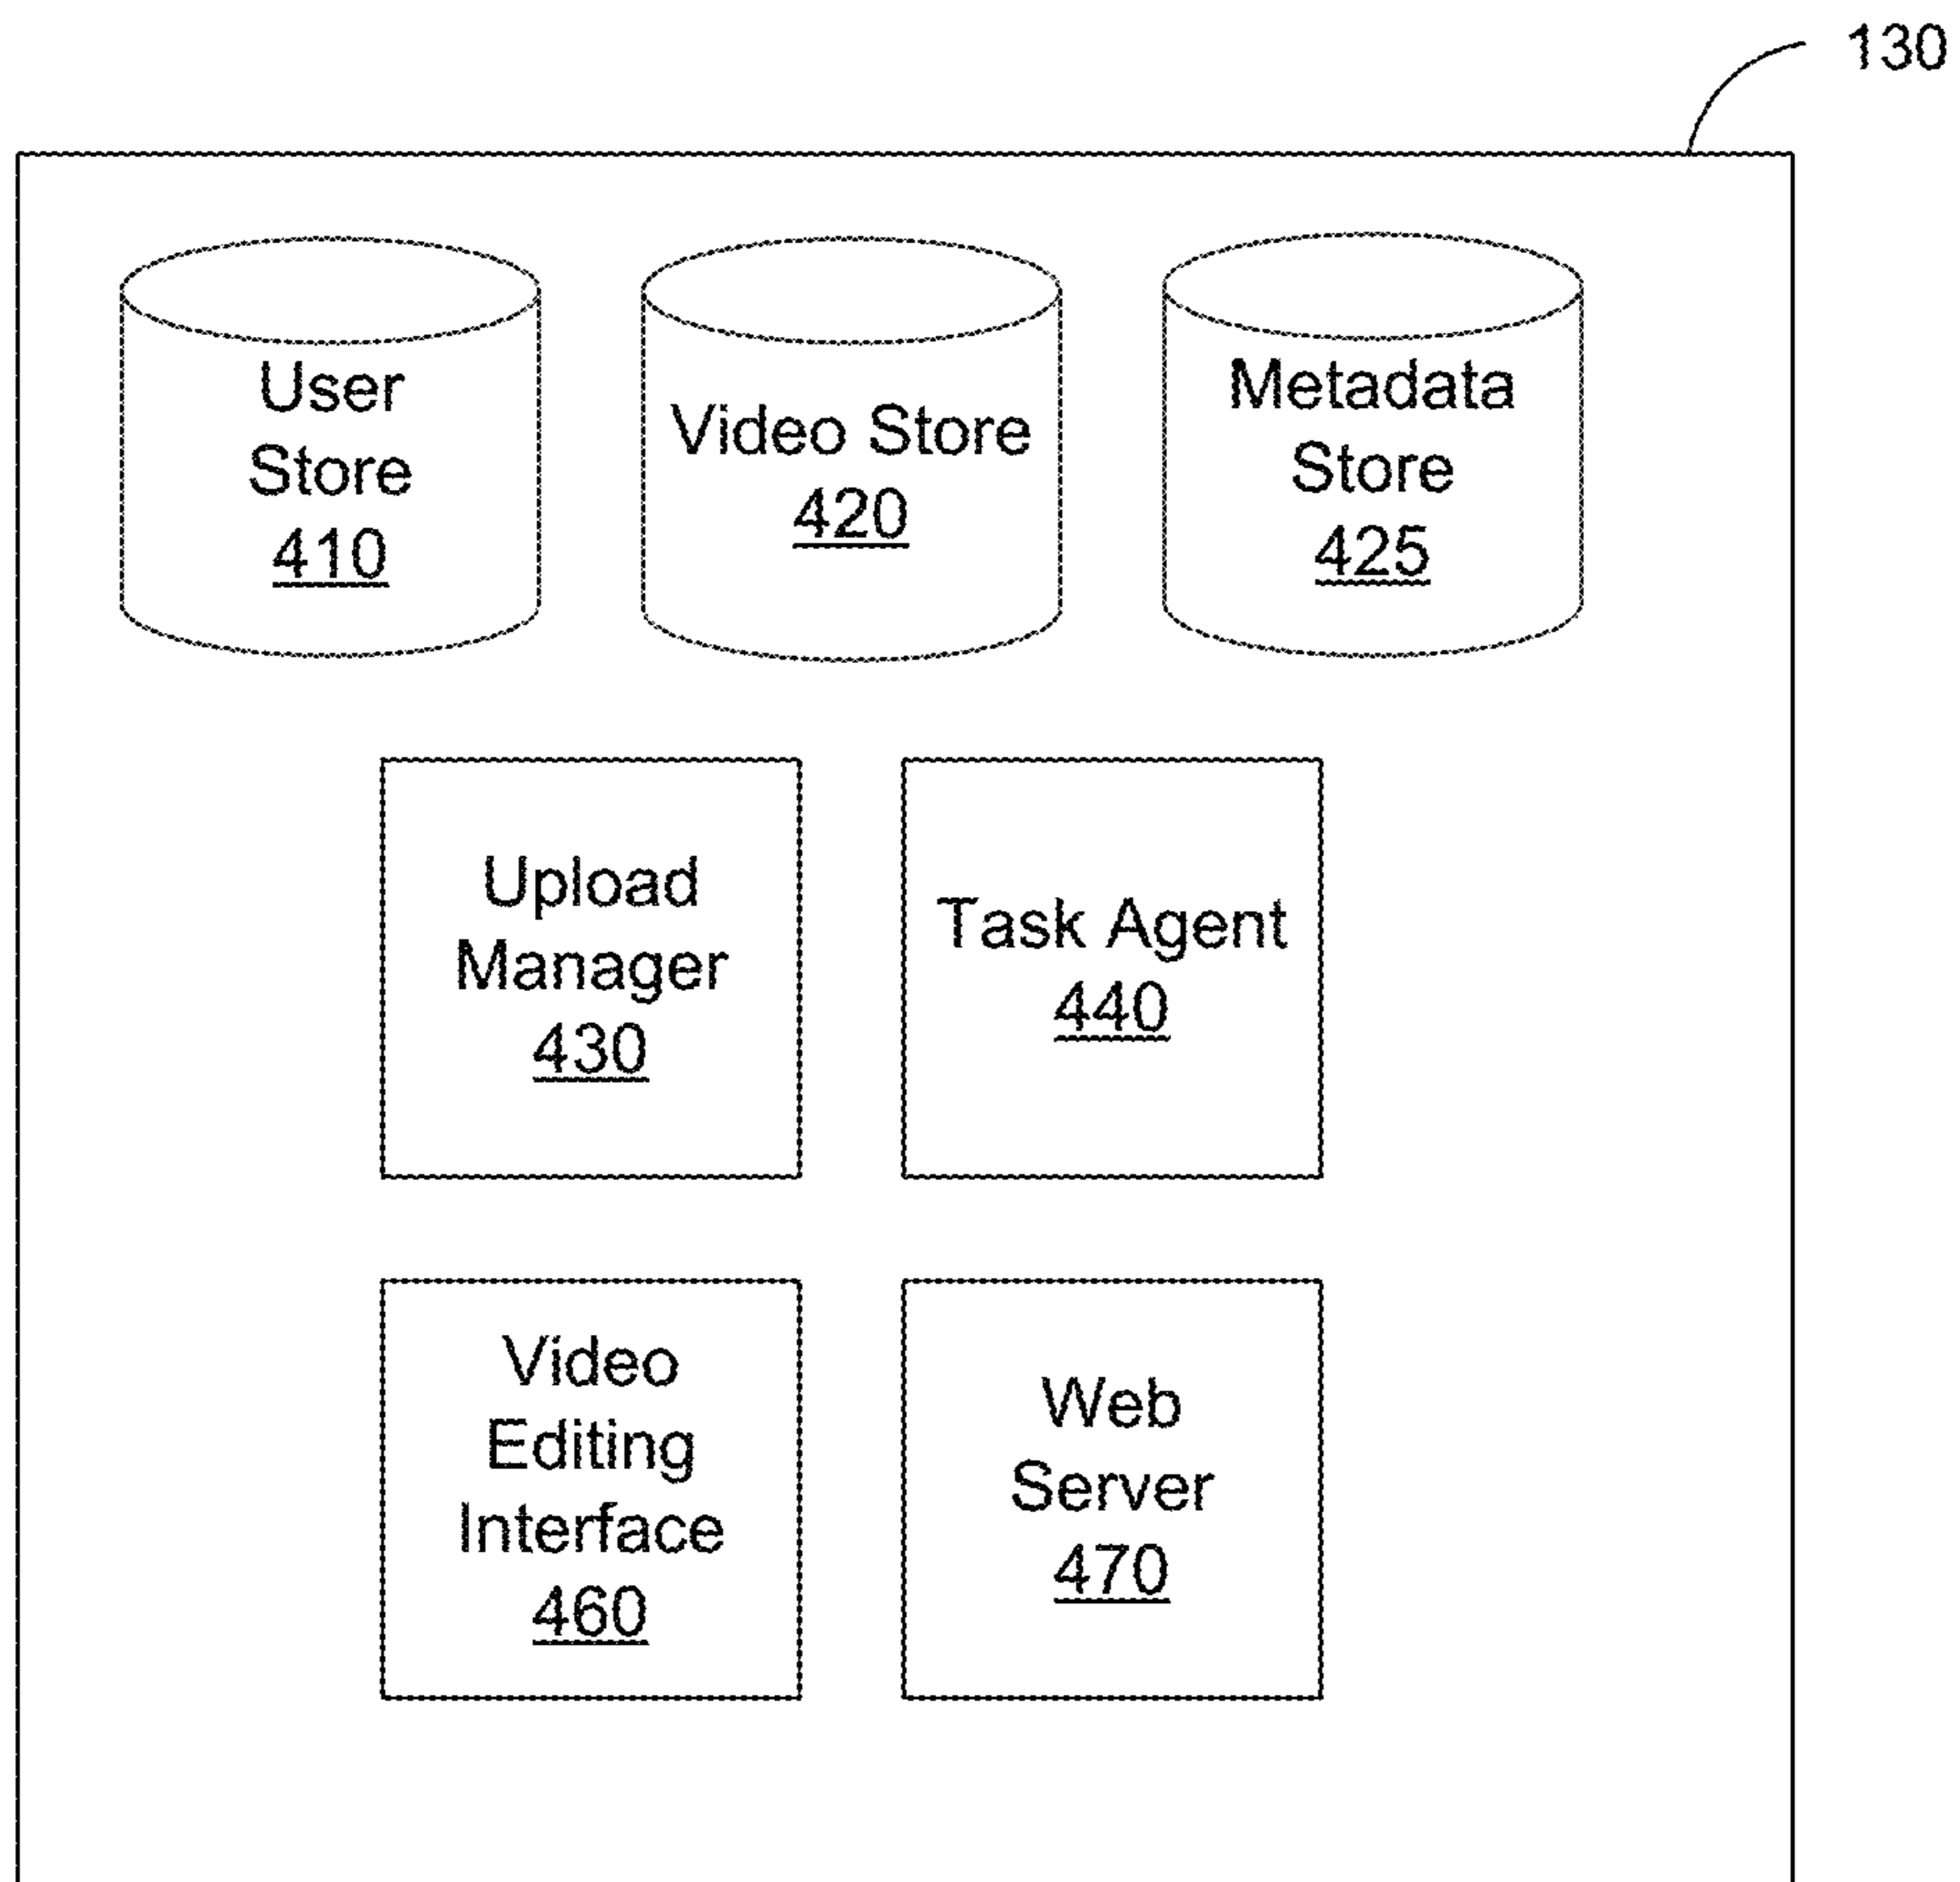 130
User
Store
410
Video Store
420
Metadata
Store
425
Upload
Manager
430
Task Agent
440
Video
Editing
Interface
460
Web
Server
470